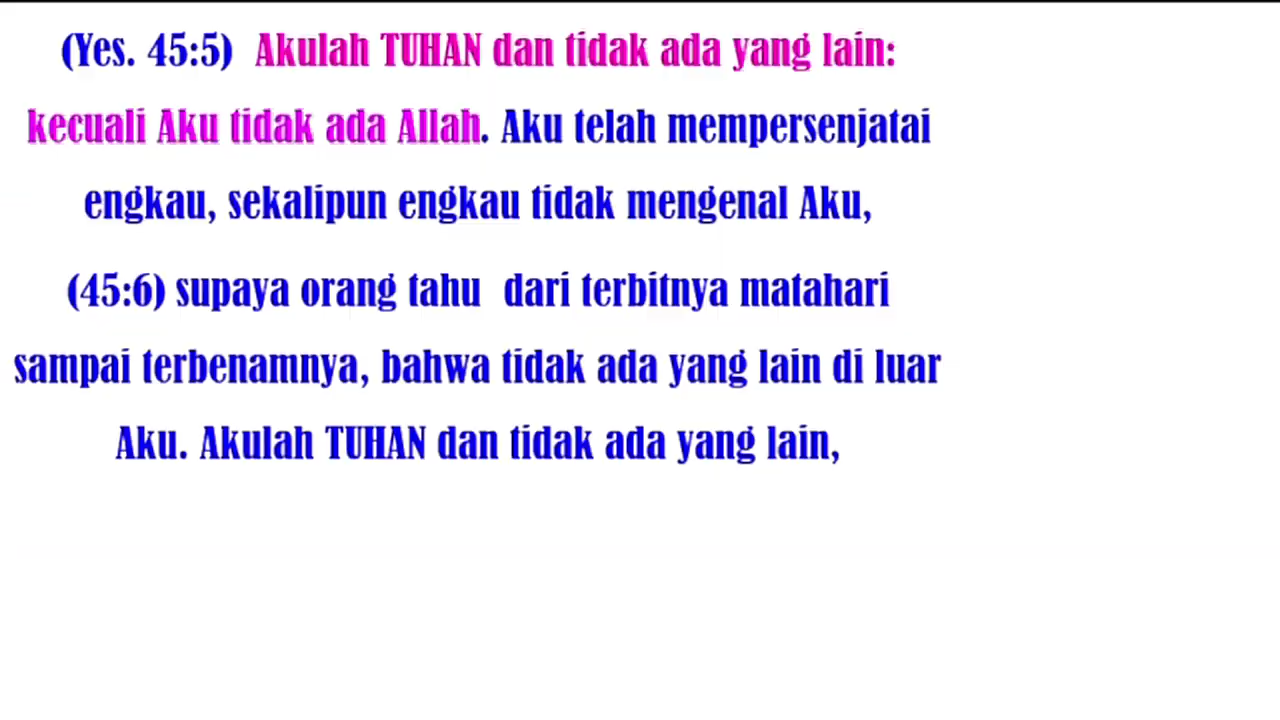 (Yes. 45:5) Akulah TUHAN dan tidak ada yang lain:
kecuali Aku tidak ada Allah. Aku telah mempersenjatai
engkau, sekalipun engkau tidak mengenal Aku,
(45:6) supaya orang tahu dari terbitnya matahari
sampai terbenamnya, bahwa tidak ada yang lain di luar
Aku. Akulah TUHAN dan tidak ada yang lain,